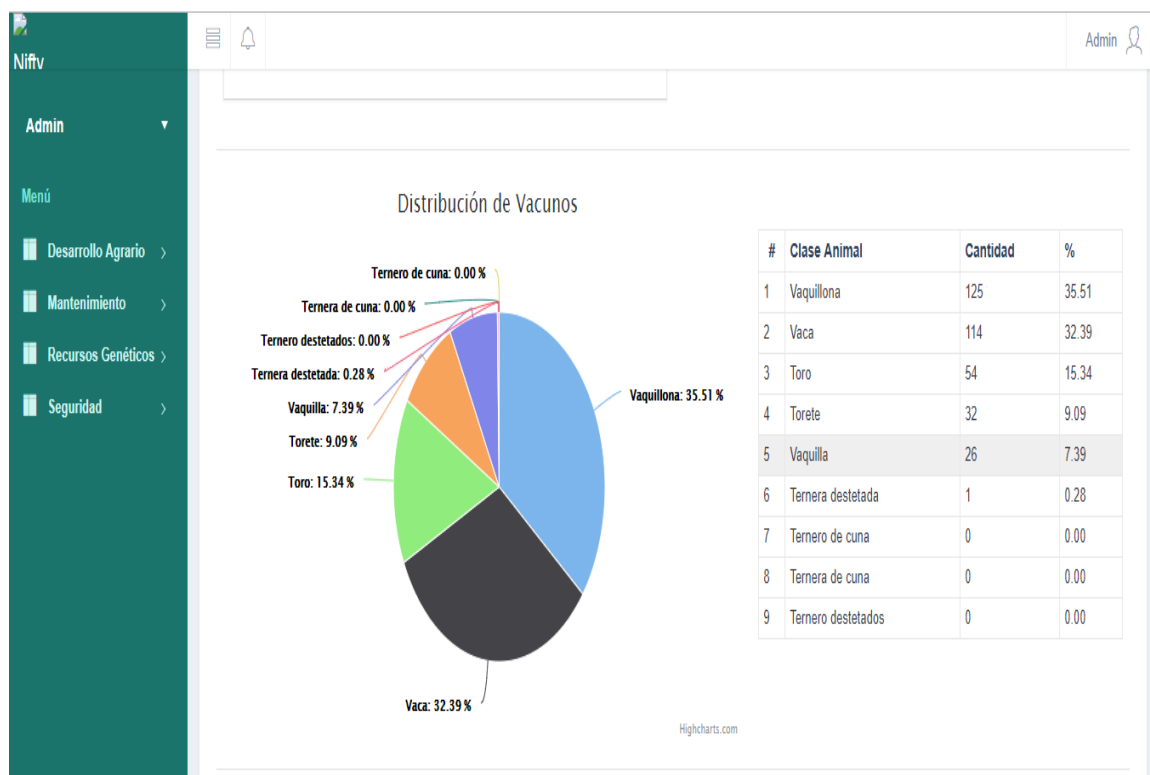 Nifty
Admin
Admin
Menú
Desarrollo Agrario
Mantenimiento
Recursos Genéticos
Seguridad
Distribución de Vacunos
Ternero de cuna: 0.00 %
Ternera de cuna: 0.00 %
Ternero destetados: 0.00 %
Ternera destetada: 0.28 %
Vaquilla: 7.39 %
Torete: 9.09 %
Toro: 15.34 %
Vaquillona: 35.51 %
Vaca: 32.39 %
Highcharts.com
# Clase Animal Cantidad %
1 Vaquillona 125 35.51
2 Vaca 114 32.39
3 Toro 54 15.34
4 Torete 32 9.09
5 Vaquilla 26 7.39
6 Ternera destetada 1 0.28
7 Ternero de cuna 0 0.00
8 Ternera de cuna 0 0.00
9 Ternero destetados 0 0.00